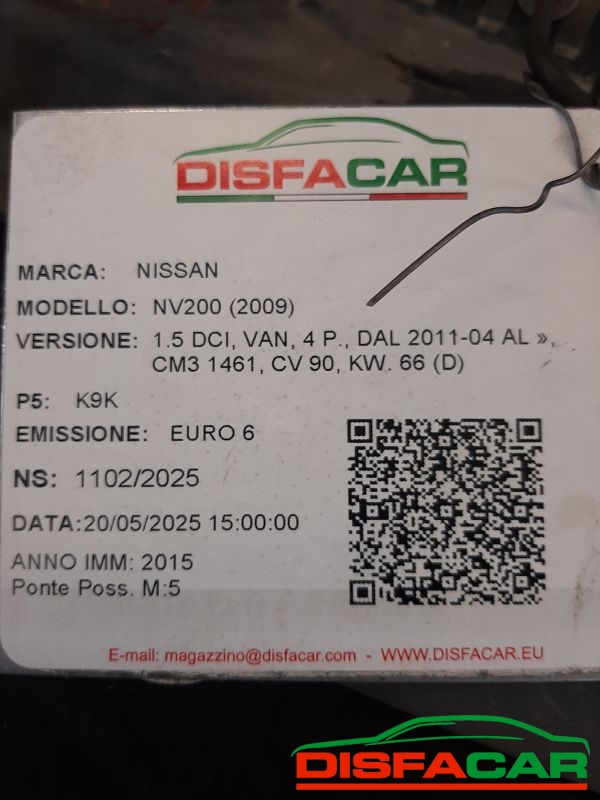 DISFACAR
MARCA: NISSAN
MODELLO: NV200 (2009)
VERSIONE: 1.5 DCI, VAN, 4 P., DAL 2011-04 AL »,
CM3 1461, CV 90, KW. 66 (D)
P5: K9K
EMISSIONE: EURO 6
NS: 1102/2025
DATA:20/05/2025 15:00:00
ANNO IMM: 2015
Ponte Poss. M:5
E-mail: magazzino@disfacar.com - WWW.DISFACAR.EU
DISFACAR